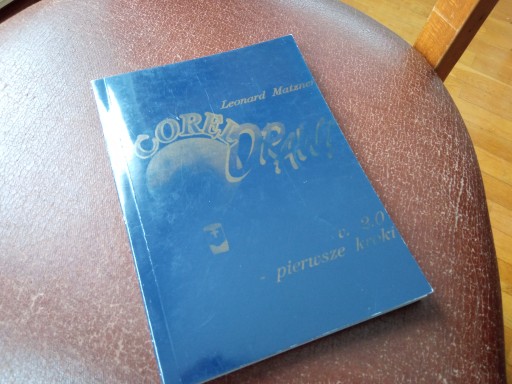 Leonard Matzner
COREL
DRAW!
v. 2.0
pierwsze kroki